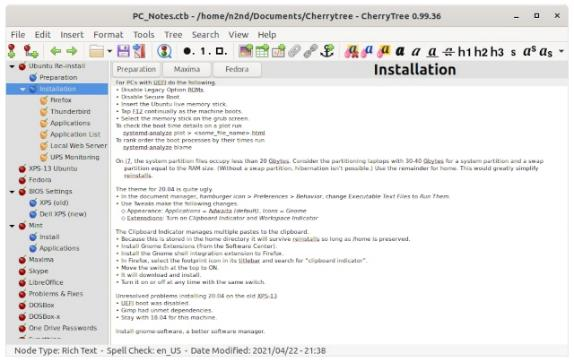 PC_Notes.ctb - /home/n2nd/Documents/Cherrytree - CherryTree 0.99.36
File Edit Insert Format Tools Tree Search View Help
h1 h2 h3 s aˢ aₛ
Ubuntu Re-install
Preparation
Installation
Firefox
Thunderbird
Applications
Application List
Local Web Server
UPS Monitoring
XPS-13 Ubuntu
Fedora
BIOS Settings
XPS (old)
Dell XPS (new)
Mint
Install
Applications
Maxima
Skype
LibreOffice
Problems & Fixes
DOSBox
DOSBox-x
One Drive Passwords
Preparation Maxima Fedora
Installation
For PCs with UEFI do the following.
• Disable Legacy Option ROMs
• Disable Secure Boot
• Insert the Ubuntu live memory stick.
• Tap F12 continually as the machine boots.
• Select the memory stick on the grub screen.
To check the boot time details on a plot run
systemd-analyze plot > <some_file_name>.html
To rank order the boot processes by their times run
systemd-analyze blame
On i7, the system partition files occupy less than 20 Gbytes. Consider the partitioning laptops with 30-40 Gbytes for a system partition and a swap
partition equal to the RAM size. (Without a swap partition, hibernation isn't possible.) Use the remainder for home. This would greatly simplify
reinstalls.
The theme for 20.04 is quite ugly.
• In the document manager, hamburger icon > Preferences > Behavior, change Executable Text Files to Run Them.
• Use Tweaks make the following changes.
◇ Appearance: Applications = Adwaita (default), Icons = Gnome
◇ Extensions: Turn on Clipboard Indicator and Workspace Indicator
The Clipboard Indicator manages multiple pastes to the clipboard.
• Because this is stored in the home directory it will survive reinstalls so long as /home is preserved.
• Install Gnome Extensions (from the Software Center).
• Install the Gnome shell integration extension to Firefox.
• In Firefox, select the footprint icon in its titlebar and search for "clipboard indicator".
• Move the switch at the top to ON.
• It will download and install.
• Turn it on or off at any time with the same switch.
Unresolved problems installing 20.04 on the old XPS-13
• UEFI boot was disabled.
• Gimp had unmet dependencies.
• Stay with 18.04 for this machine.
Install gnome-software, a better software manager.
Node Type: Rich Text - Spell Check: en_US - Date Modified: 2021/04/22 - 21:38